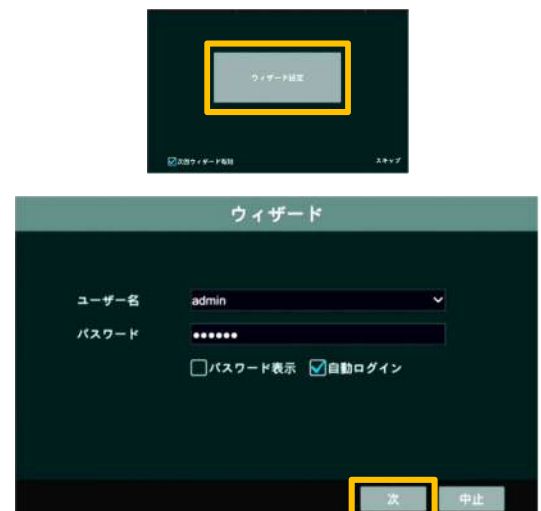 ウィザード設定
次回ウィザード有効 スキップ
ウィザード
ユーザー名 admin
パスワード ●●●●●●
パスワード表示 自動ログイン
次 中止